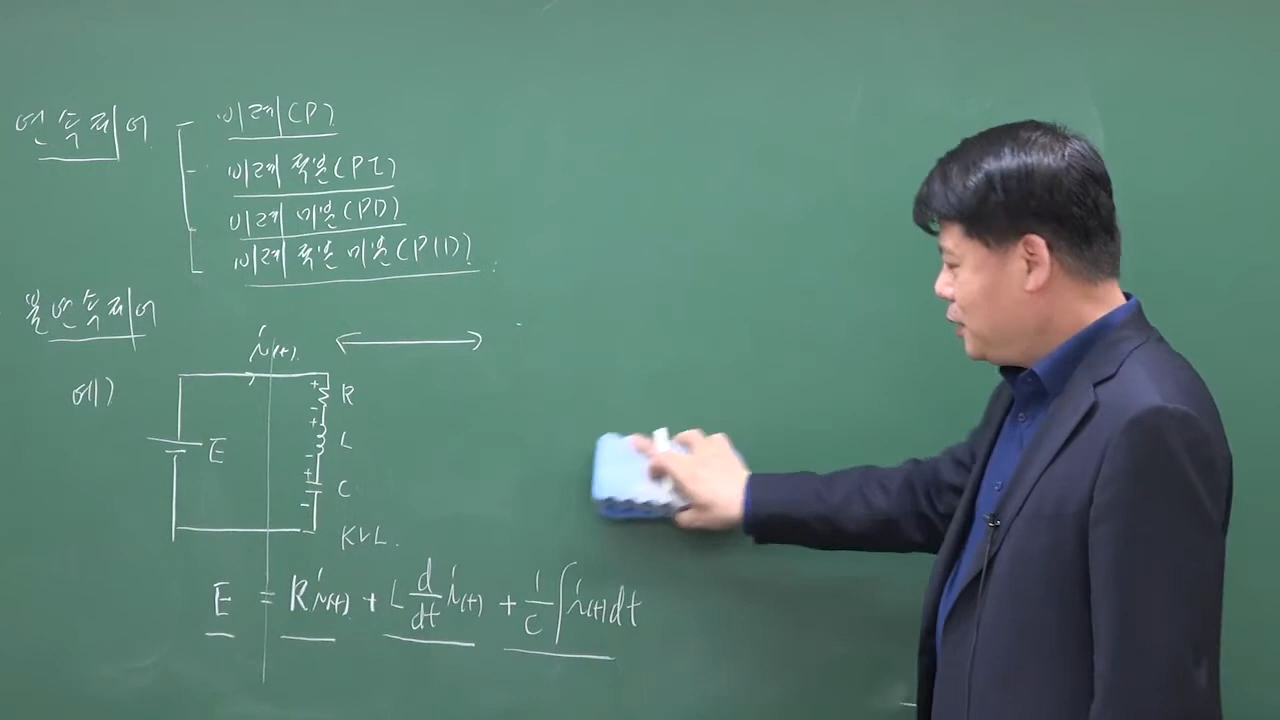 연속제어
비례(P)
비례 적분(PI)
비례 미분(PD)
비례 적분 미분(PID)
불연속제어
예)
i(t).
R
E
L
C
KVL.
E = Ri(t) + L d/dt i(t) + 1/C ∫i(t)dt